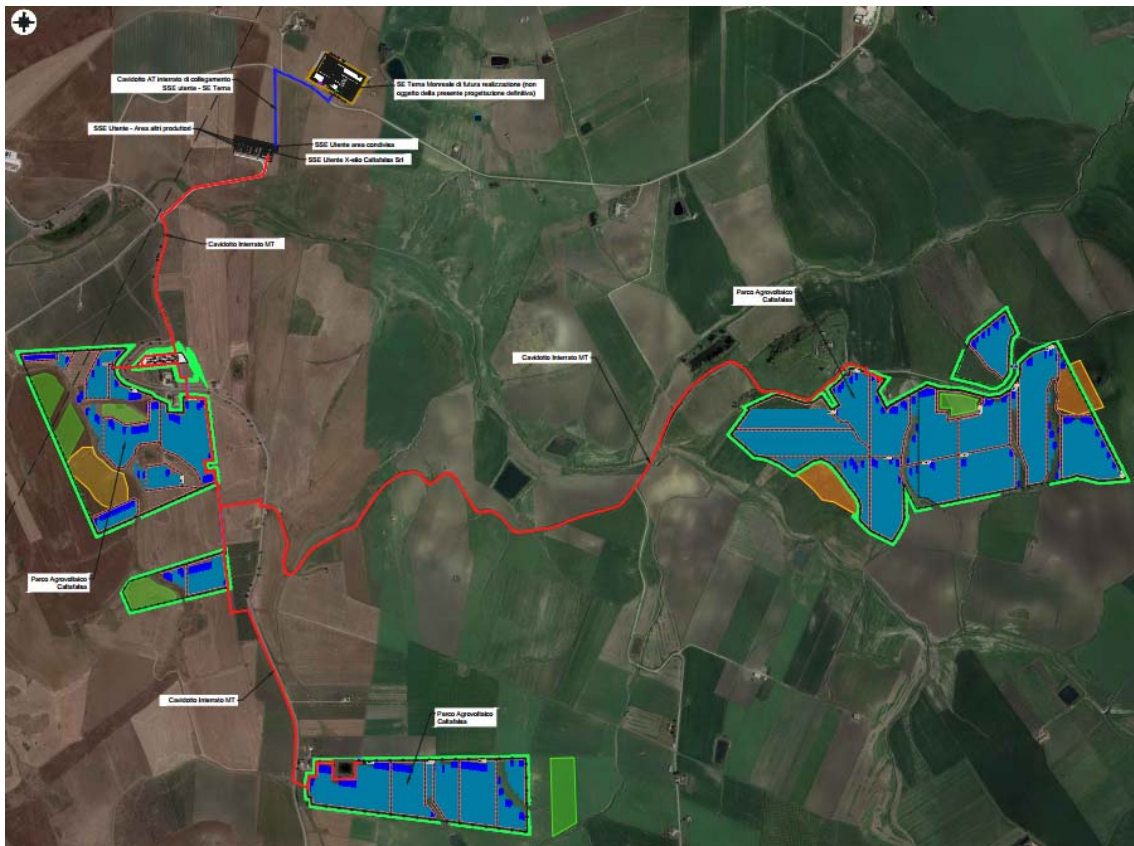 Cavidotto AT interrato di collegamento
SSE utente - SE Terna
SE Terna Monreale di futura realizzazione (non
oggetto della presente progettazione definitiva)
SSE Utente - Area altri produttori
SSE Utente area condivisa
SSE Utente X-elio Caltafalsa Srl
Cavidotto Interrato MT
Parco Agrovoltaico
Caltafalsa
Cavidotto Interrato MT
Parco Agrovoltaico
Caltafalsa
Cavidotto Interrato MT
Parco Agrovoltaico
Caltafalsa